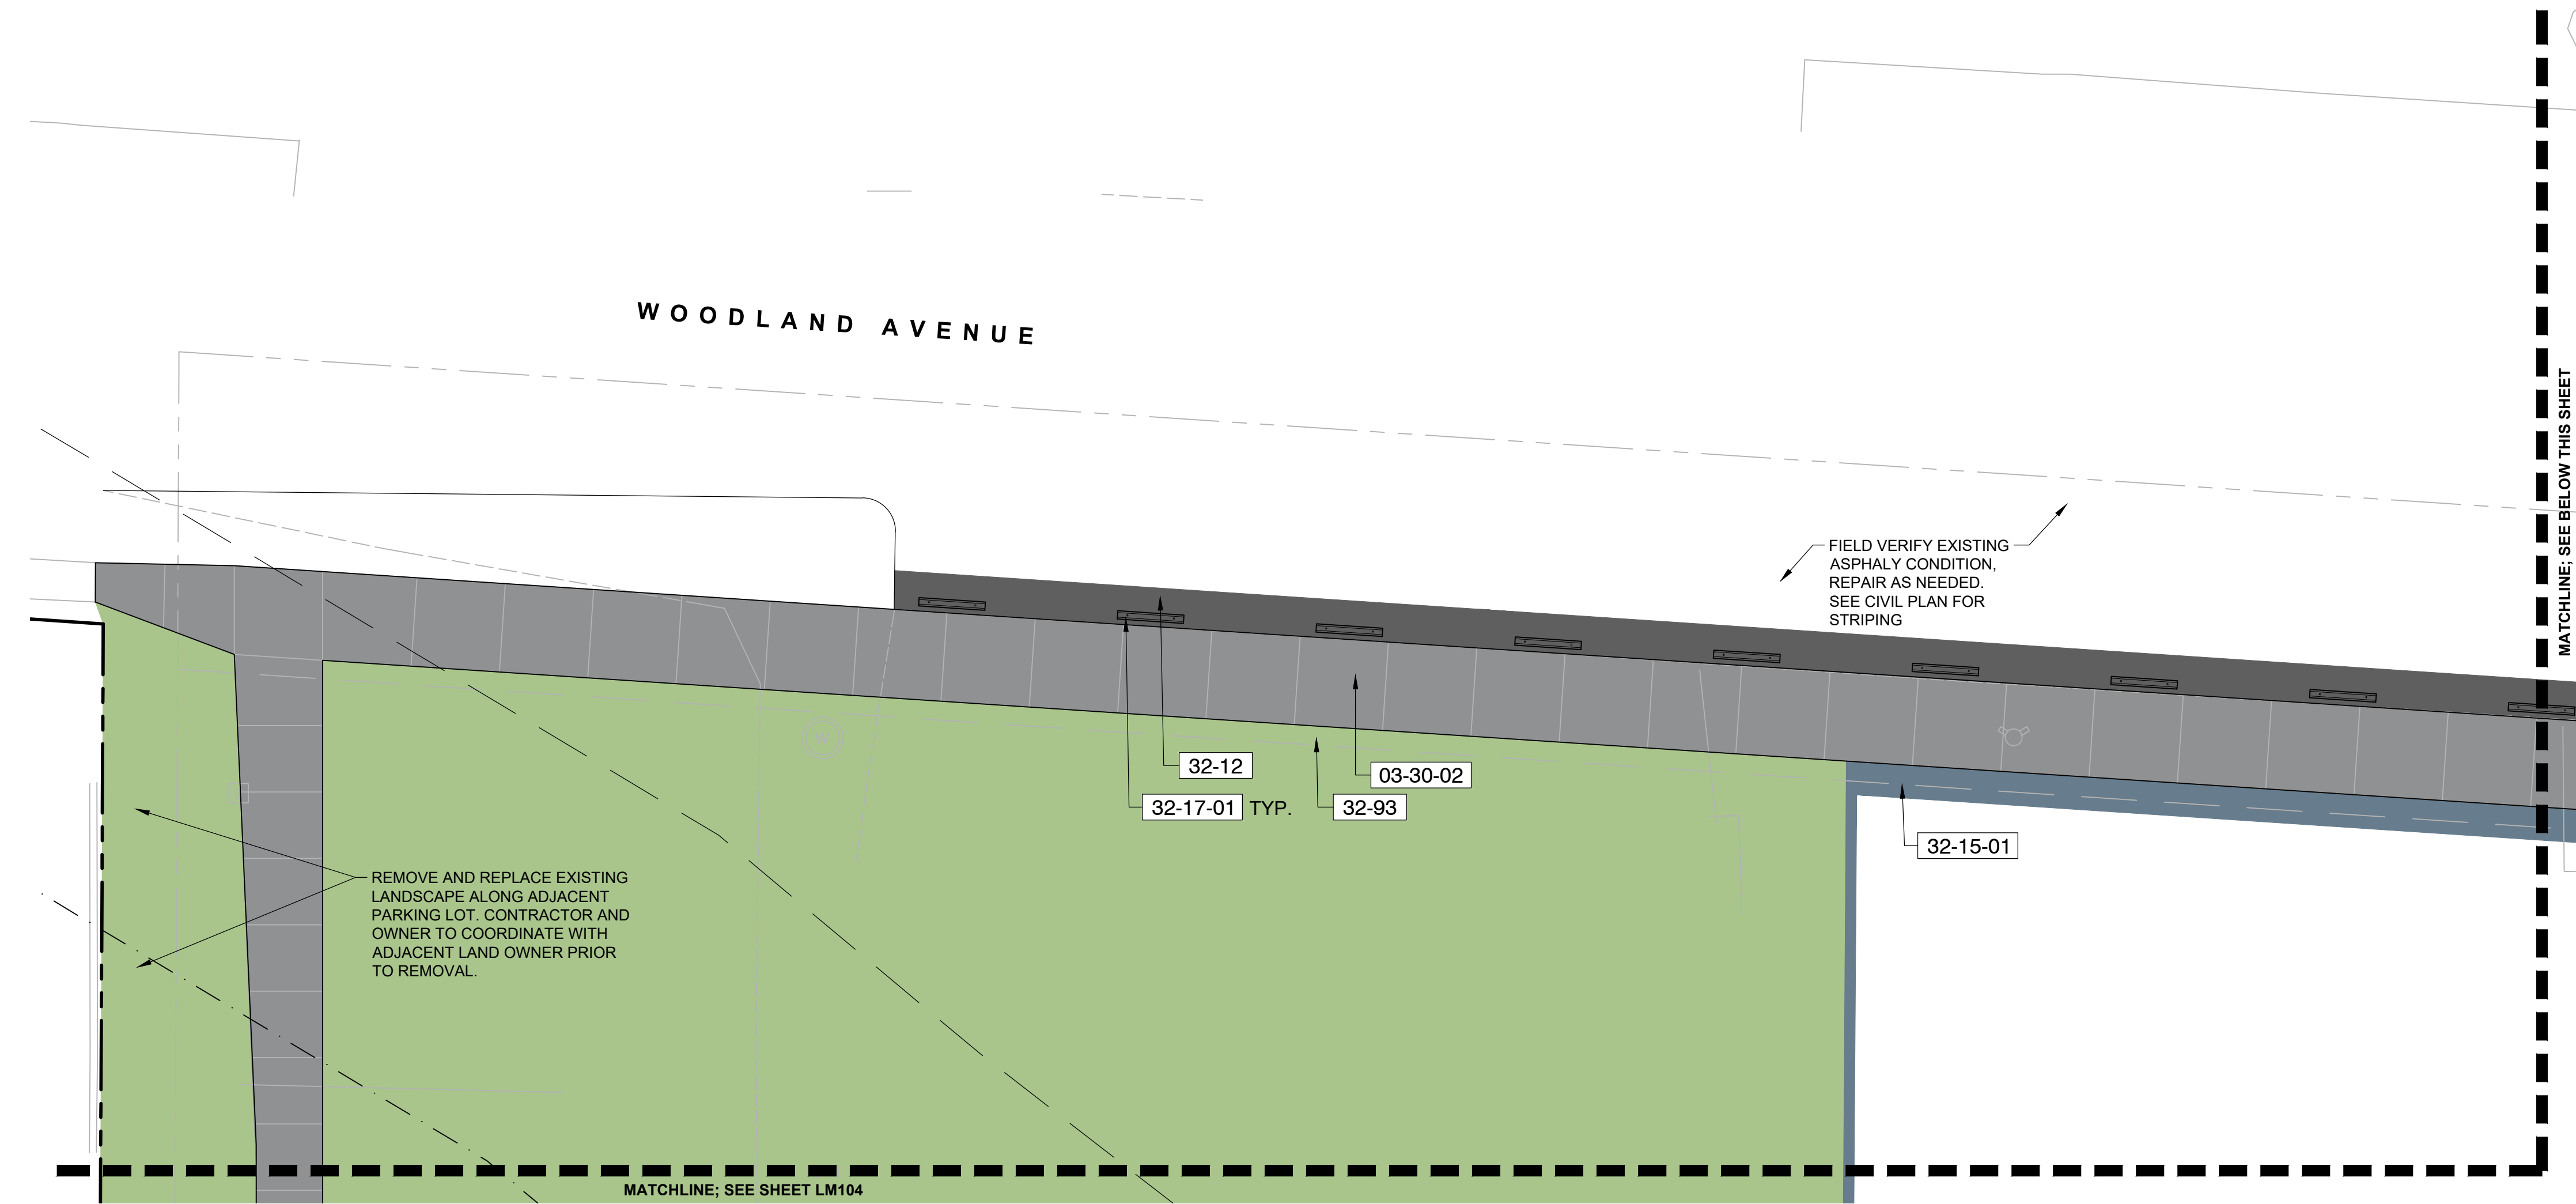 WOODLAND AVENUE
MATCHLINE; SEE BELOW THIS SHEET
FIELD VERIFY EXISTING
ASPHALY CONDITION,
REPAIR AS NEEDED.
SEE CIVIL PLAN FOR
STRIPING
32-12
03-30-02
32-17-01 TYP.
32-93
32-15-01
W
REMOVE AND REPLACE EXISTING
LANDSCAPE ALONG ADJACENT
PARKING LOT. CONTRACTOR AND
OWNER TO COORDINATE WITH
ADJACENT LAND OWNER PRIOR
TO REMOVAL.
MATCHLINE; SEE SHEET LM104